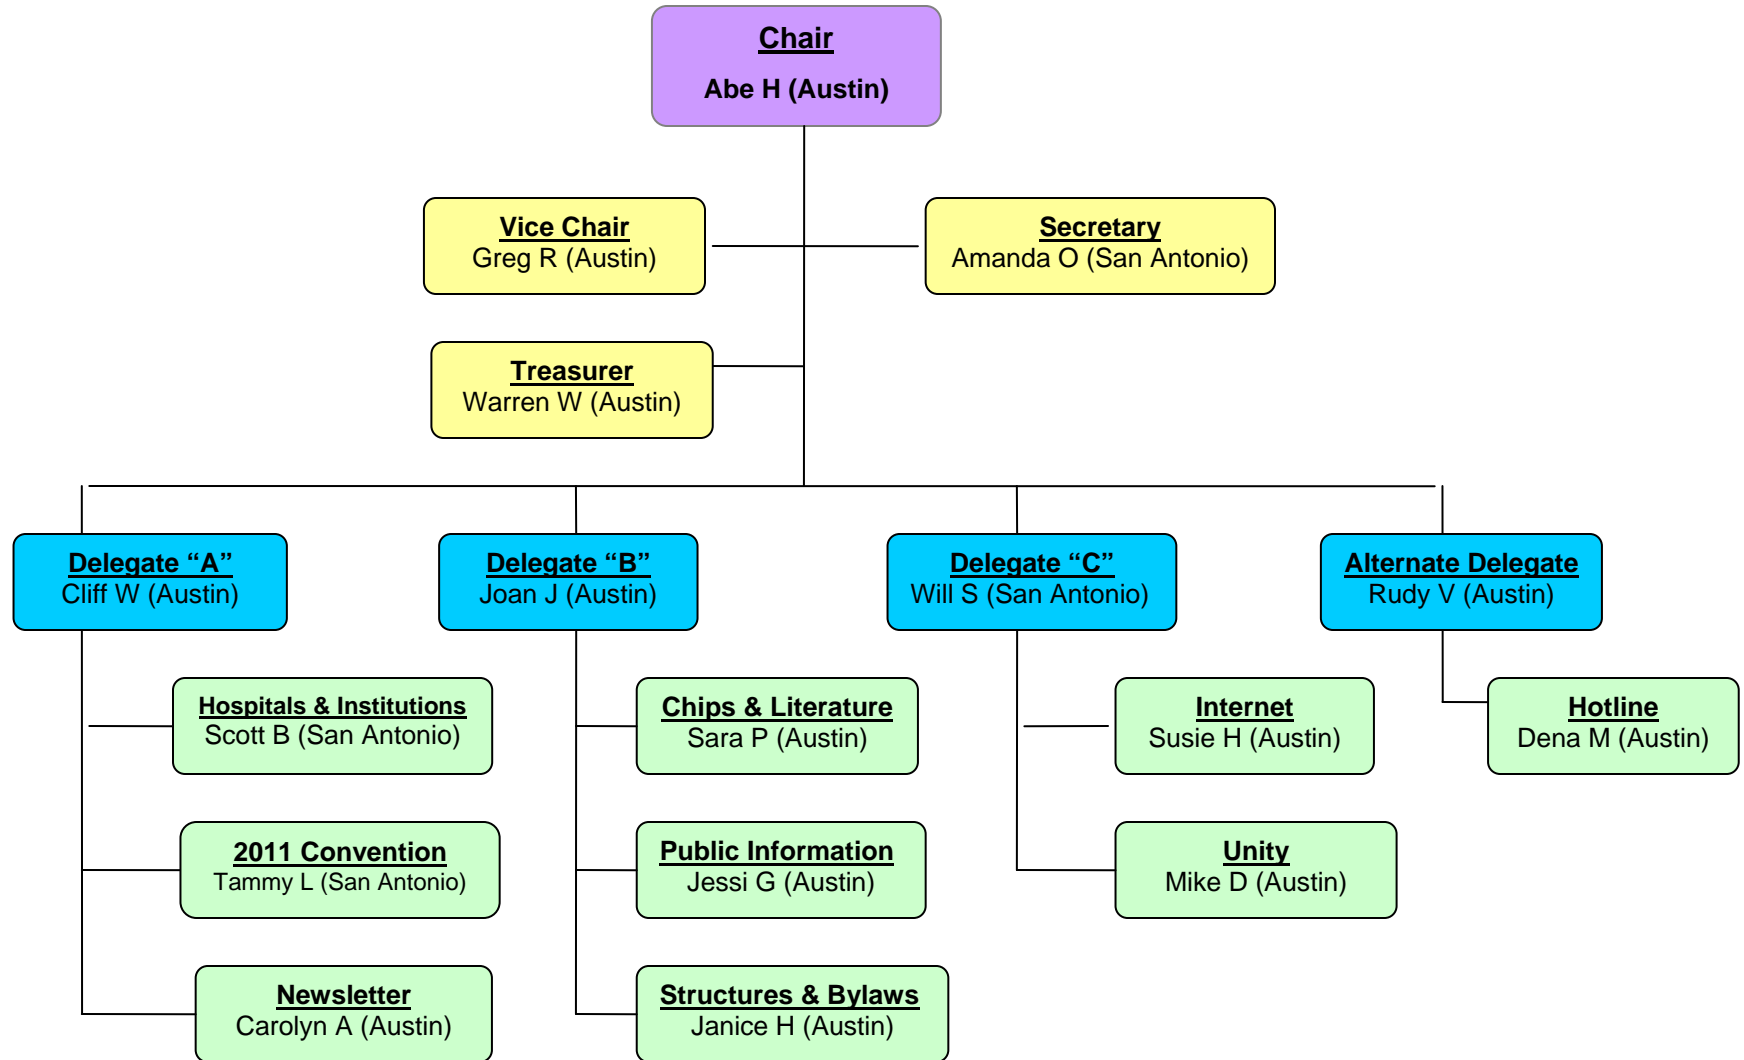 Chair
Abe H (Austin)
Vice Chair
Greg R (Austin)
Secretary
Amanda O (San Antonio)
Treasurer
Warren W (Austin)
Delegate “A”
Cliff W (Austin)
Delegate “B”
Joan J (Austin)
Delegate “C”
Will S (San Antonio)
Alternate Delegate
Rudy V (Austin)
Hospitals & Institutions
Scott B (San Antonio)
Chips & Literature
Sara P (Austin)
Internet
Susie H (Austin)
Hotline
Dena M (Austin)
2011 Convention
Tammy L (San Antonio)
Public Information
Jessi G (Austin)
Unity
Mike D (Austin)
Newsletter
Carolyn A (Austin)
Structures & Bylaws
Janice H (Austin)